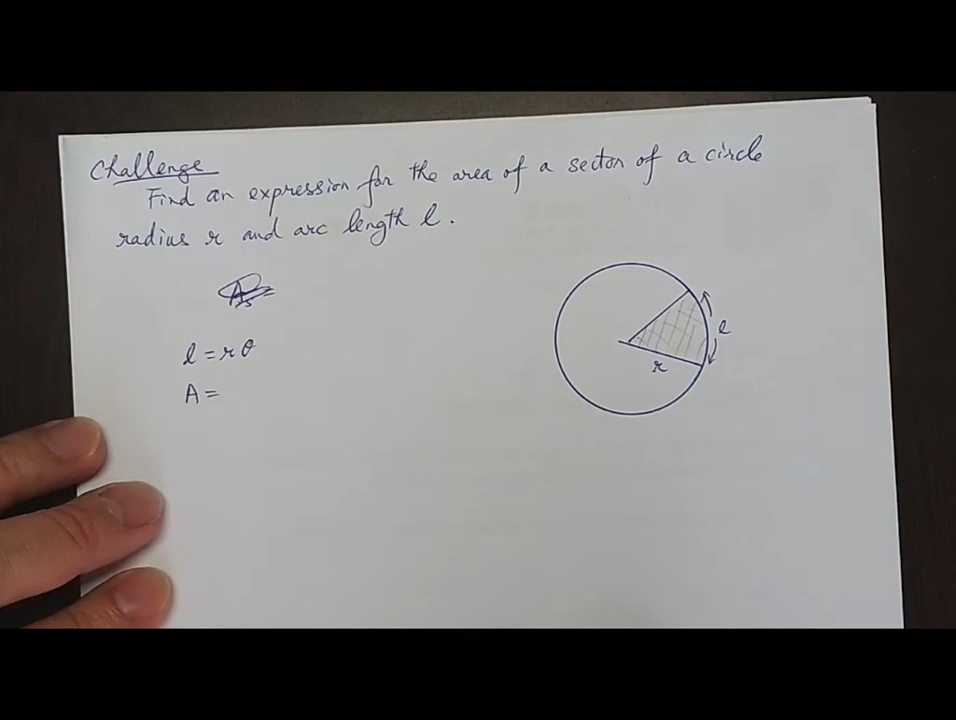 Challenge
Find an expression for the area of a sector of a circle
radius r and arc length l.
l = rθ
A =
l
r